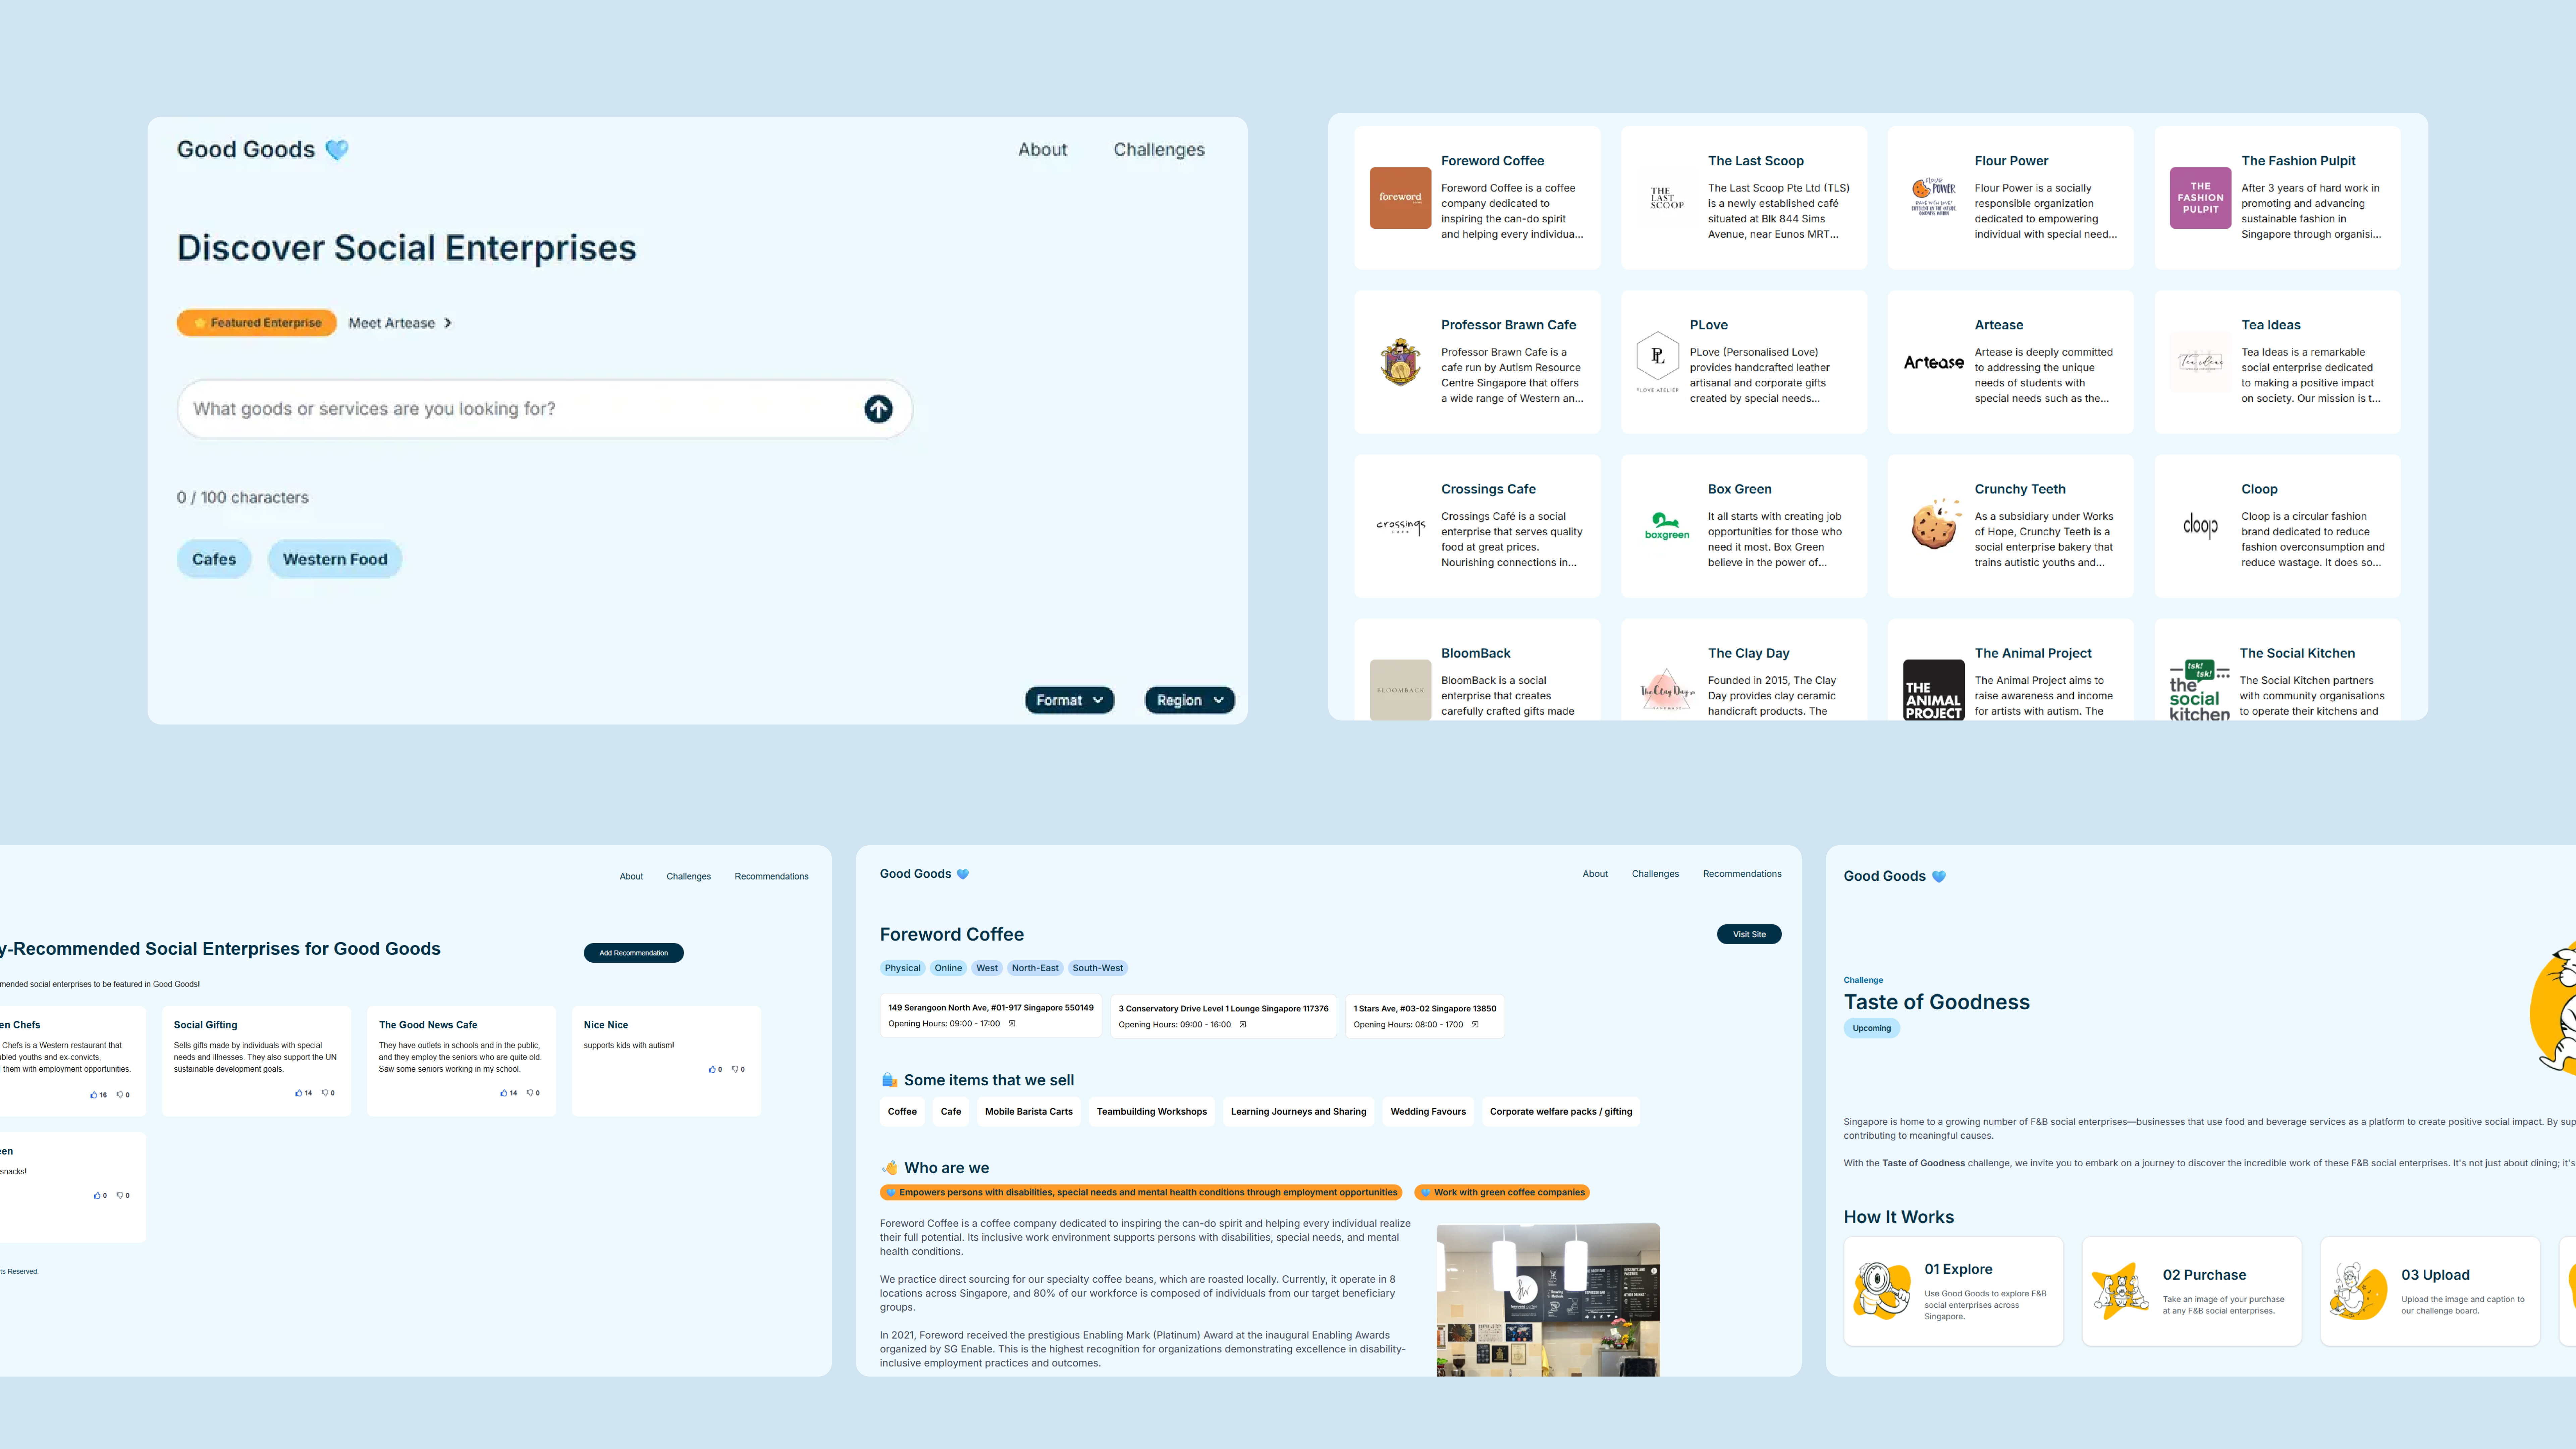 Good Goods
About
Challenges
Discover Social Enterprises
Featured Enterprise
Meet Artease
What goods or services are you looking for?
0 / 100 characters
Cafes
Western Food
Format
Region
foreword
Foreword Coffee
Foreword Coffee is a coffee
company dedicated to
inspiring the can-do spirit
and helping every individua...
THE
LAST
SCOOP
The Last Scoop
The Last Scoop Pte Ltd (TLS)
is a newly established café
situated at Blk 844 Sims
Avenue, near Eunos MRT...
FLOUR
POWER
Flour Power
Flour Power is a socially
responsible organization
dedicated to empowering
individual with special need...
THE
FASHION
PULPIT
The Fashion Pulpit
After 3 years of hard work in
promoting and advancing
sustainable fashion in
Singapore through organisi...
Professor Brawn Cafe
Professor Brawn Cafe is a
cafe run by Autism Resource
Centre Singapore that offers
a wide range of Western an...
PL
PLOVE ATELIER
PLove
PLove (Personalised Love)
provides handcrafted leather
artisanal and corporate gifts
created by special needs...
Artease
Artease
Artease is deeply committed
to addressing the unique
needs of students with
special needs such as the...
Tea ideas
Tea Ideas
Tea Ideas is a remarkable
social enterprise dedicated
to making a positive impact
on society. Our mission is t...
crossings
CAFE
Crossings Cafe
Crossings Café is a social
enterprise that serves quality
food at great prices.
Nourishing connections in...
boxgreen
Box Green
It all starts with creating job
opportunities for those who
need it most. Box Green
believe in the power of...
Crunchy Teeth
As a subsidiary under Works
of Hope, Crunchy Teeth is a
social enterprise bakery that
trains autistic youths and...
cloop
Cloop
Cloop is a circular fashion
brand dedicated to reduce
fashion overconsumption and
reduce wastage. It does so...
BLOOMBACK
BloomBack
BloomBack is a social
enterprise that creates
carefully crafted gifts made
The Clay Day
The Clay Day
Founded in 2015, The Clay
Day provides clay ceramic
handicraft products. The
THE
ANIMAL
PROJECT
The Animal Project
The Animal Project aims to
raise awareness and income
for artists with autism. The
tsk!
tsk!
the
social
kitchen
The Social Kitchen
The Social Kitchen partners
with community organisations
to operate their kitchens and
About
Challenges
Recommendations
y-Recommended Social Enterprises for Good Goods
Add Recommendation
mended social enterprises to be featured in Good Goods!
en Chefs
Chefs is a Western restaurant that
bled youths and ex-convicts,
them with employment opportunities.
16
0
Social Gifting
Sells gifts made by individuals with special
needs and illnesses. They also support the UN
sustainable development goals.
14
0
The Good News Cafe
They have outlets in schools and in the public,
and they employ the seniors who are quite old.
Saw some seniors working in my school.
14
0
Nice Nice
supports kids with autism!
0
0
een
snacks!
0
0
ts Reserved.
Good Goods
About
Challenges
Recommendations
Foreword Coffee
Visit Site
Physical
Online
West
North-East
South-West
149 Serangoon North Ave, #01-917 Singapore 550149
Opening Hours: 09:00 - 17:00
3 Conservatory Drive Level 1 Lounge Singapore 117376
Opening Hours: 09:00 - 16:00
1 Stars Ave, #03-02 Singapore 13850
Opening Hours: 08:00 - 1700
Some items that we sell
Coffee
Cafe
Mobile Barista Carts
Teambuilding Workshops
Learning Journeys and Sharing
Wedding Favours
Corporate welfare packs / gifting
Who are we
Empowers persons with disabilities, special needs and mental health conditions through employment opportunities
Work with green coffee companies
Foreword Coffee is a coffee company dedicated to inspiring the can-do spirit and helping every individual realize
their full potential. Its inclusive work environment supports persons with disabilities, special needs, and mental
health conditions.
We practice direct sourcing for our specialty coffee beans, which are roasted locally. Currently, it operate in 8
locations across Singapore, and 80% of our workforce is composed of individuals from our target beneficiary
groups.
In 2021, Foreword received the prestigious Enabling Mark (Platinum) Award at the inaugural Enabling Awards
organized by SG Enable. This is the highest recognition for organizations demonstrating excellence in disability-
inclusive employment practices and outcomes.
Good Goods
Challenge
Taste of Goodness
Upcoming
Singapore is home to a growing number of F&B social enterprises—businesses that use food and beverage services as a platform to create positive social impact. By sup
contributing to meaningful causes.
With the Taste of Goodness challenge, we invite you to embark on a journey to discover the incredible work of these F&B social enterprises. It's not just about dining; it's
How It Works
01 Explore
Use Good Goods to explore F&B
social enterprises across
Singapore.
02 Purchase
Take an image of your purchase
at any F&B social enterprises.
03 Upload
Upload the image and caption to
our challenge board.